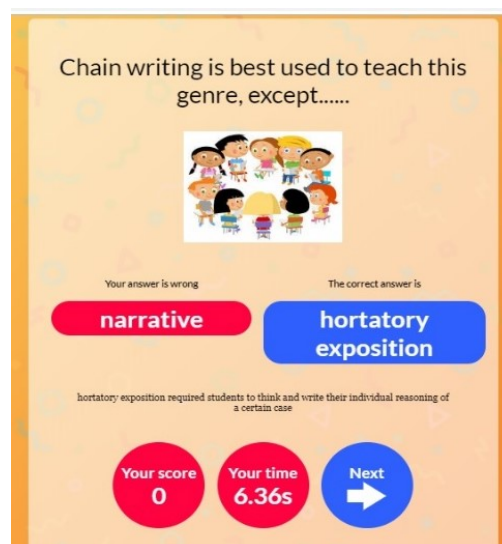 Chain writing is best used to teach this
genre, except......
Your answer is wrong
The correct answer is
narrative
hortatory
exposition
hortatory exposition required students to think and write their individual reasoning of
a certain case
Your score
0
Your time
6.36s
Next